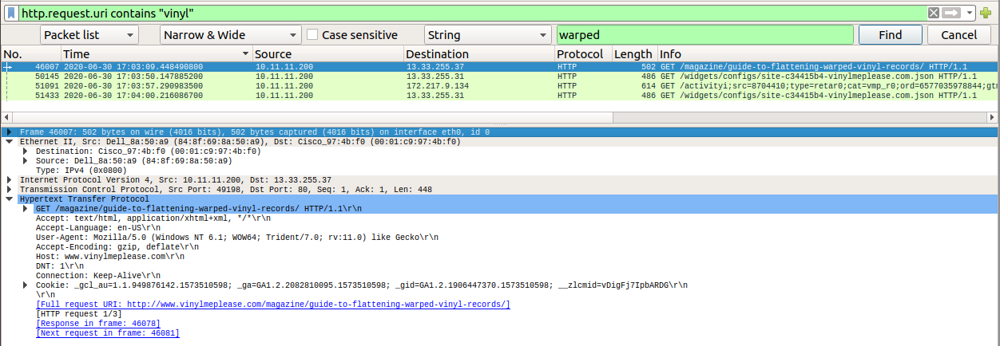 http.request.uri contains "vinyl"
Packet list Narrow & Wide Case sensitive String warped Find Cancel
No. Time Source Destination Protocol Length Info
46007 2020-06-30 17:03:09.448490800 10.11.11.200 13.33.255.37 HTTP 502 GET /magazine/guide-to-flattening-warped-vinyl-records/ HTTP/1.1
50145 2020-06-30 17:03:50.147885200 10.11.11.200 13.33.255.31 HTTP 486 GET /widgets/configs/site-c34415b4-vinylmeplease.com.json HTTP/1.1
51091 2020-06-30 17:03:57.290983500 10.11.11.200 172.217.9.134 HTTP 614 GET /activityi;src=8704410;type=retar0;cat=vmp_r0;ord=6577035978844;gtm
51433 2020-06-30 17:04:00.216086700 10.11.11.200 13.33.255.31 HTTP 486 GET /widgets/configs/site-c34415b4-vinylmeplease.com.json HTTP/1.1
Frame 46007: 502 bytes on wire (4016 bits), 502 bytes captured (4016 bits) on interface eth0, id 0
Ethernet II, Src: Dell_8a:50:a9 (84:8f:69:8a:50:a9), Dst: Cisco_97:4b:f0 (00:01:c9:97:4b:f0)
Destination: Cisco_97:4b:f0 (00:01:c9:97:4b:f0)
Source: Dell_8a:50:a9 (84:8f:69:8a:50:a9)
Type: IPv4 (0x0800)
Internet Protocol Version 4, Src: 10.11.11.200, Dst: 13.33.255.37
Transmission Control Protocol, Src Port: 49198, Dst Port: 80, Seq: 1, Ack: 1, Len: 448
Hypertext Transfer Protocol
GET /magazine/guide-to-flattening-warped-vinyl-records/ HTTP/1.1\r\n
Accept: text/html, application/xhtml+xml, */*\r\n
Accept-Language: en-US\r\n
User-Agent: Mozilla/5.0 (Windows NT 6.1; WOW64; Trident/7.0; rv:11.0) like Gecko\r\n
Accept-Encoding: gzip, deflate\r\n
Host: www.vinylmeplease.com\r\n
DNT: 1\r\n
Connection: Keep-Alive\r\n
Cookie: _gcl_au=1.1.949876142.1573510598; _ga=GA1.2.2082810095.1573510598; _gid=GA1.2.1906447370.1573510598; __zlcmid=vDigFj7IpbARDG\r\n
\r\n
[Full request URI: http://www.vinylmeplease.com/magazine/guide-to-flattening-warped-vinyl-records/]
[HTTP request 1/3]
[Response in frame: 46078]
[Next request in frame: 46081]